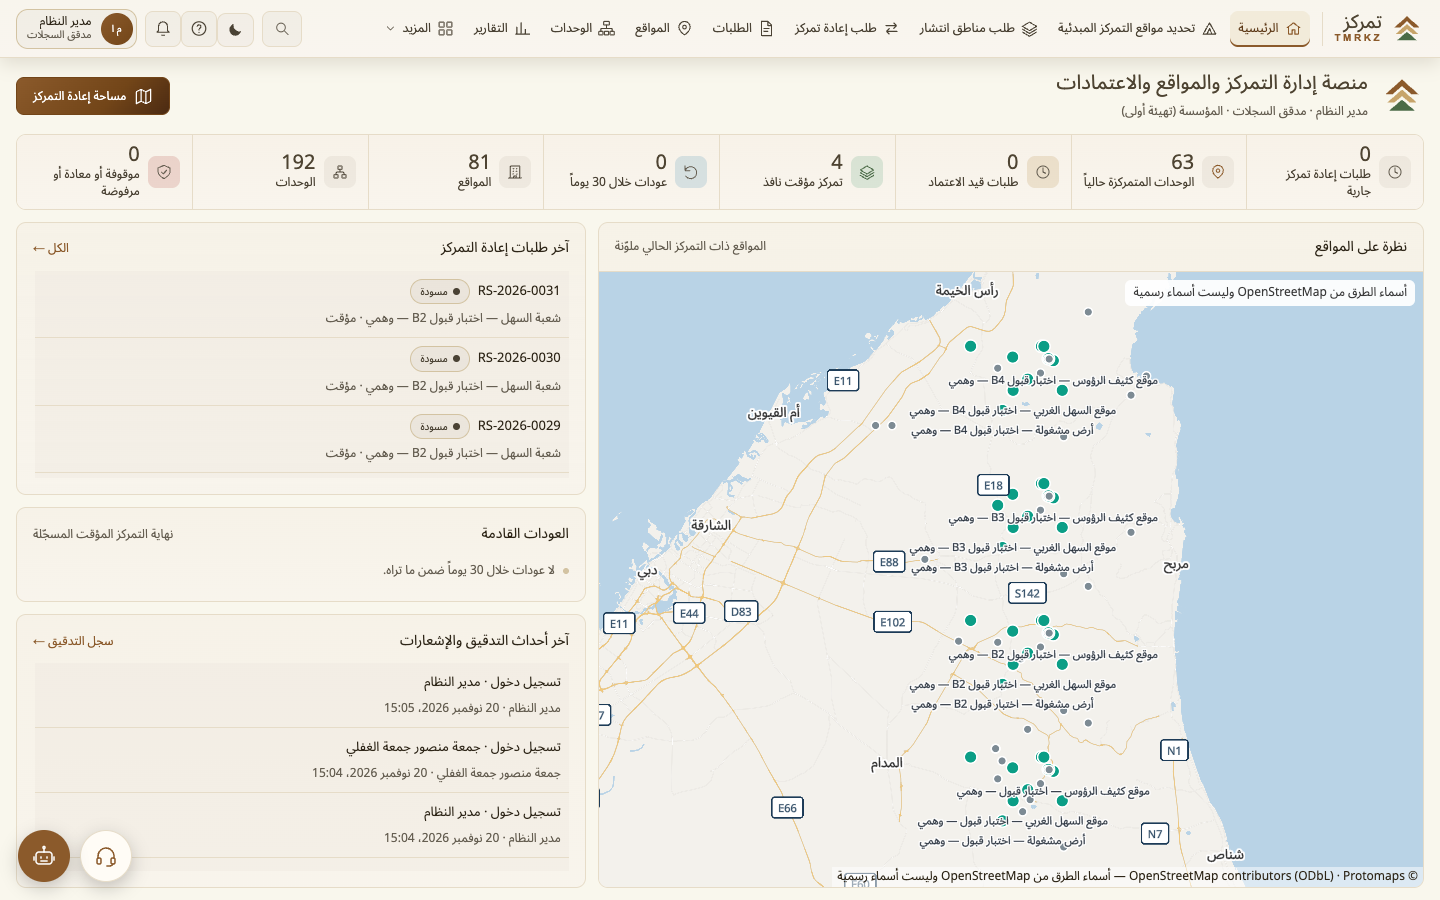 تمركز
TMRKZ
الرئيسية
تحديد مواقع التمركز المبدئية
طلب مناطق انتشار
طلب إعادة تمركز
الطلبات
المواقع
الوحدات
التقارير
المزيد
م ا
مدير النظام
مدقق السجلات
منصة إدارة التمركز والمواقع والاعتمادات
مدير النظام · مدقق السجلات · المؤسسة (تهيئة أولى)
مساحة إعادة التمركز
0
طلبات إعادة تمركز جارية
63
الوحدات المتمركزة حالياً
0
طلبات قيد الاعتماد
4
تمركز مؤقت نافذ
0
عودات خلال 30 يوماً
81
المواقع
192
الوحدات
0
موقوفة أو معادة أو مرفوضة
نظرة على المواقع
المواقع ذات التمركز الحالي ملوّنة
أسماء الطرق من OpenStreetMap وليست أسماء رسمية
رأس الخيمة
E11
أم القيوين
موقع كثيف الرؤوس — اختبار قبول B4 — وهمي
موقع السهل الغربي — اختبار قبول B4 — وهمي
أرض مشغولة — اختبار قبول B4 — وهمي
E18
الشارقة
موقع كثيف الرؤوس — اختبار قبول B3 — وهمي
موقع السهل الغربي — اختبار قبول B3 — وهمي
أرض مشغولة — اختبار قبول B3 — وهمي
E88
مربح
دبي
S142
E44
D83
E11
E102
موقع كثيف الرؤوس — اختبار قبول B2 — وهمي
موقع السهل الغربي — اختبار قبول B2 — وهمي
أرض مشغولة — اختبار قبول B2 — وهمي
7
N1
المدام
موقع كثيف الرؤوس — اختبار قبول — وهمي
E66
موقع السهل الغربي — اختبار قبول — وهمي
أرض مشغولة — اختبار قبول — وهمي
N7
شناص
E60
© OpenStreetMap contributors (ODbL) · Protomaps — أسماء الطرق من OpenStreetMap وليست أسماء رسمية
آخر طلبات إعادة التمركز
الكل ←
RS-2026-0031
مسودة
شعبة السهل — اختبار قبول B2 — وهمي · مؤقت
RS-2026-0030
مسودة
شعبة السهل — اختبار قبول B2 — وهمي · مؤقت
RS-2026-0029
مسودة
شعبة السهل — اختبار قبول B2 — وهمي · مؤقت
العودات القادمة
نهاية التمركز المؤقت المسجّلة
لا عودات خلال 30 يوماً ضمن ما تراه.
آخر أحداث التدقيق والإشعارات
سجل التدقيق ←
تسجيل دخول · مدير النظام
مدير النظام · 20 نوفمبر 2026، 15:05
تسجيل دخول · جمعة منصور جمعة الغفلي
جمعة منصور جمعة الغفلي · 20 نوفمبر 2026، 15:04
تسجيل دخول · مدير النظام
مدير النظام · 20 نوفمبر 2026، 15:04